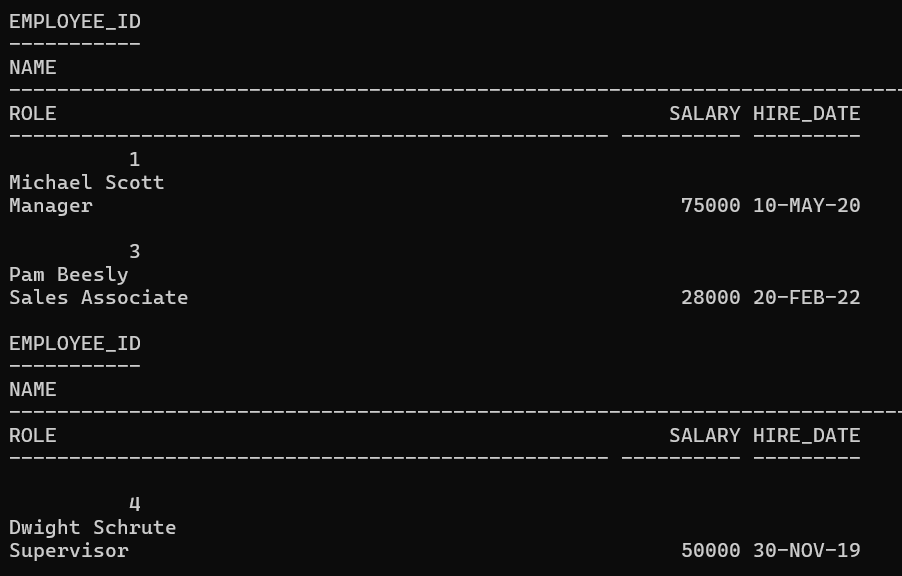 EMPLOYEE_ID
-----------
NAME
---------------------------------------------------------------------------
ROLE                                                   SALARY HIRE_DATE
-------------------------------------------------- ---------- ---------
          1
Michael Scott
Manager                                                 75000 10-MAY-20

          3
Pam Beesly
Sales Associate                                         28000 20-FEB-22

EMPLOYEE_ID
-----------
NAME
---------------------------------------------------------------------------
ROLE                                                   SALARY HIRE_DATE
-------------------------------------------------- ---------- ---------

          4
Dwight Schrute
Supervisor                                              50000 30-NOV-19